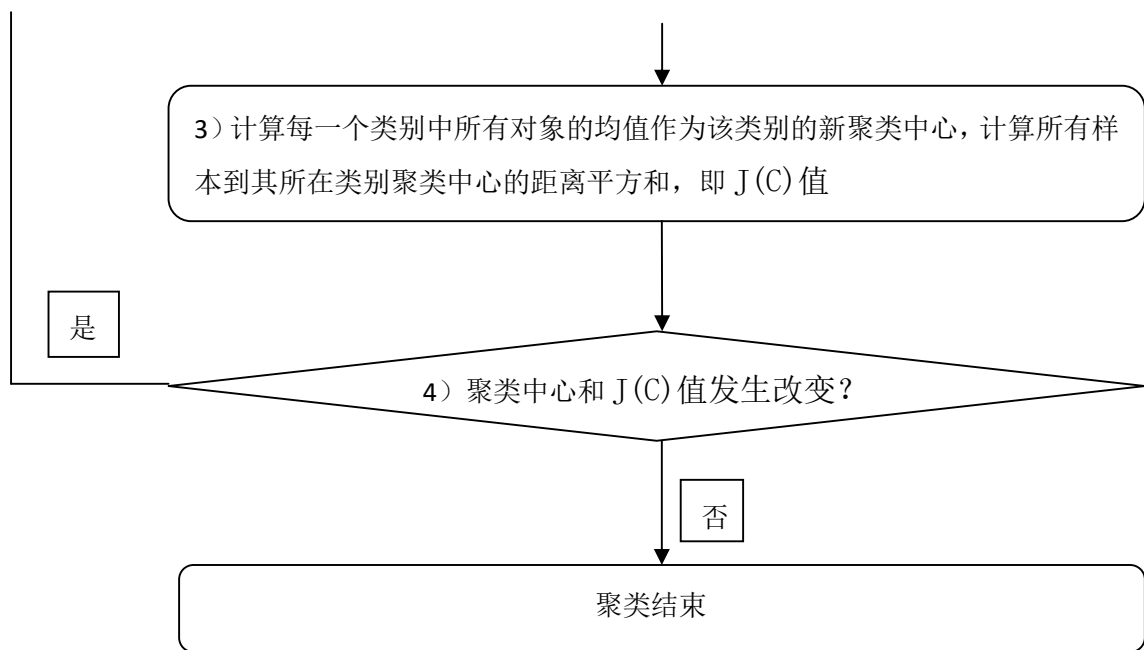 3）计算每一个类别中所有对象的均值作为该类别的新聚类中心，计算所有样
本到其所在类别聚类中心的距离平方和，即 J(C)值
是
4）聚类中心和 J(C)值发生改变？
否
聚类结束